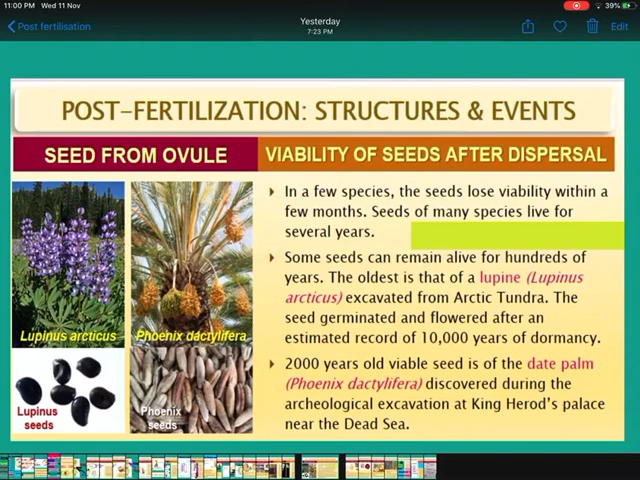 11:00 PM Wed 11 Nov
39%
Post fertilisation
Yesterday
7:23 PM
Edit
POST-FERTILIZATION: STRUCTURES & EVENTS
SEED FROM OVULE
VIABILITY OF SEEDS AFTER DISPERSAL
Lupinus arcticus
Phoenix dactylifera
Lupinus
seeds
Phoenix
seeds
In a few species, the seeds lose viability within a
few months. Seeds of many species live for
several years.
Some seeds can remain alive for hundreds of
years. The oldest is that of a lupine (Lupinus
arcticus) excavated from Arctic Tundra. The
seed germinated and flowered after an
estimated record of 10,000 years of dormancy.
2000 years old viable seed is of the date palm
(Phoenix dactylifera) discovered during the
archeological excavation at King Herod's palace
near the Dead Sea.